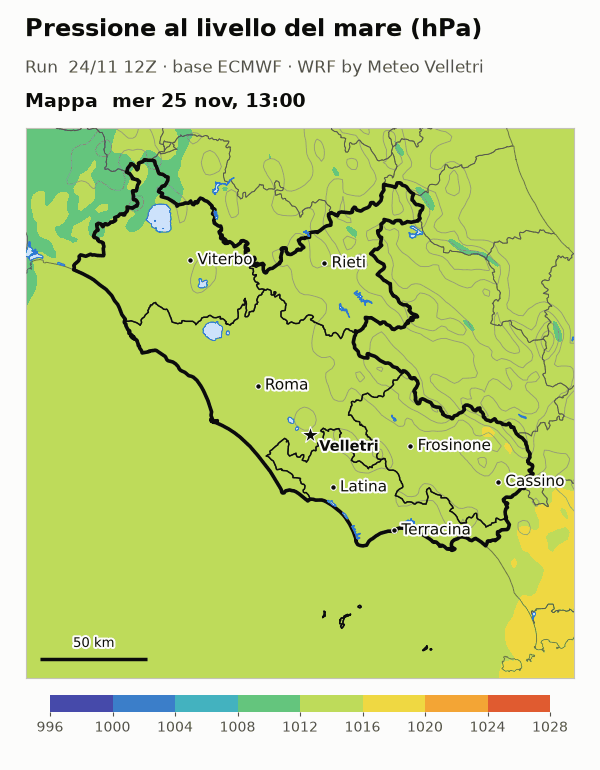 Pressione al livello del mare (hPa)
Run  24/11 12Z · base ECMWF · WRF by Meteo Velletri
Mappa  mer 25 nov, 13:00
Viterbo
Rieti
Roma
Velletri
Frosinone
Latina
Cassino
Terracina
50 km
996 1000 1004 1008 1012 1016 1020 1024 1028